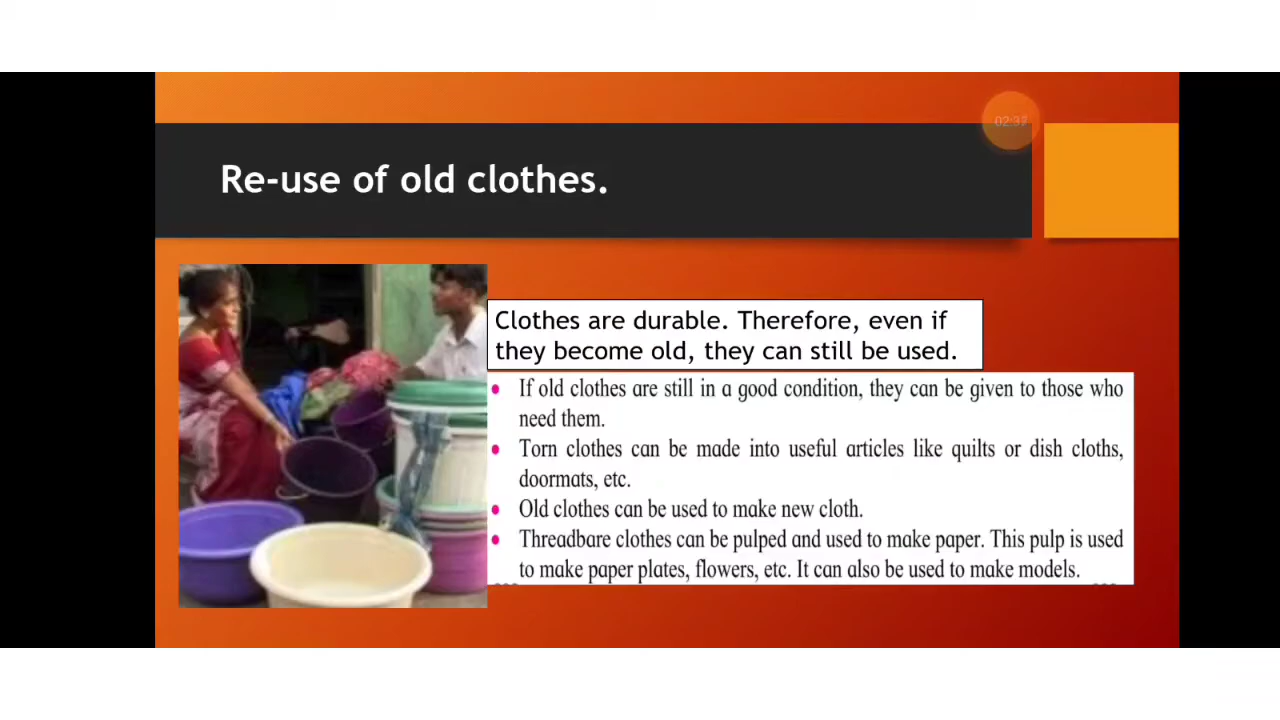 02:39
Re-use of old clothes.
Clothes are durable. Therefore, even if
they become old, they can still be used.
• If old clothes are still in a good condition, they can be given to those who
need them.
• Torn clothes can be made into useful articles like quilts or dish cloths,
doormats, etc.
• Old clothes can be used to make new cloth.
• Threadbare clothes can be pulped and used to make paper. This pulp is used
to make paper plates, flowers, etc. It can also be used to make models.